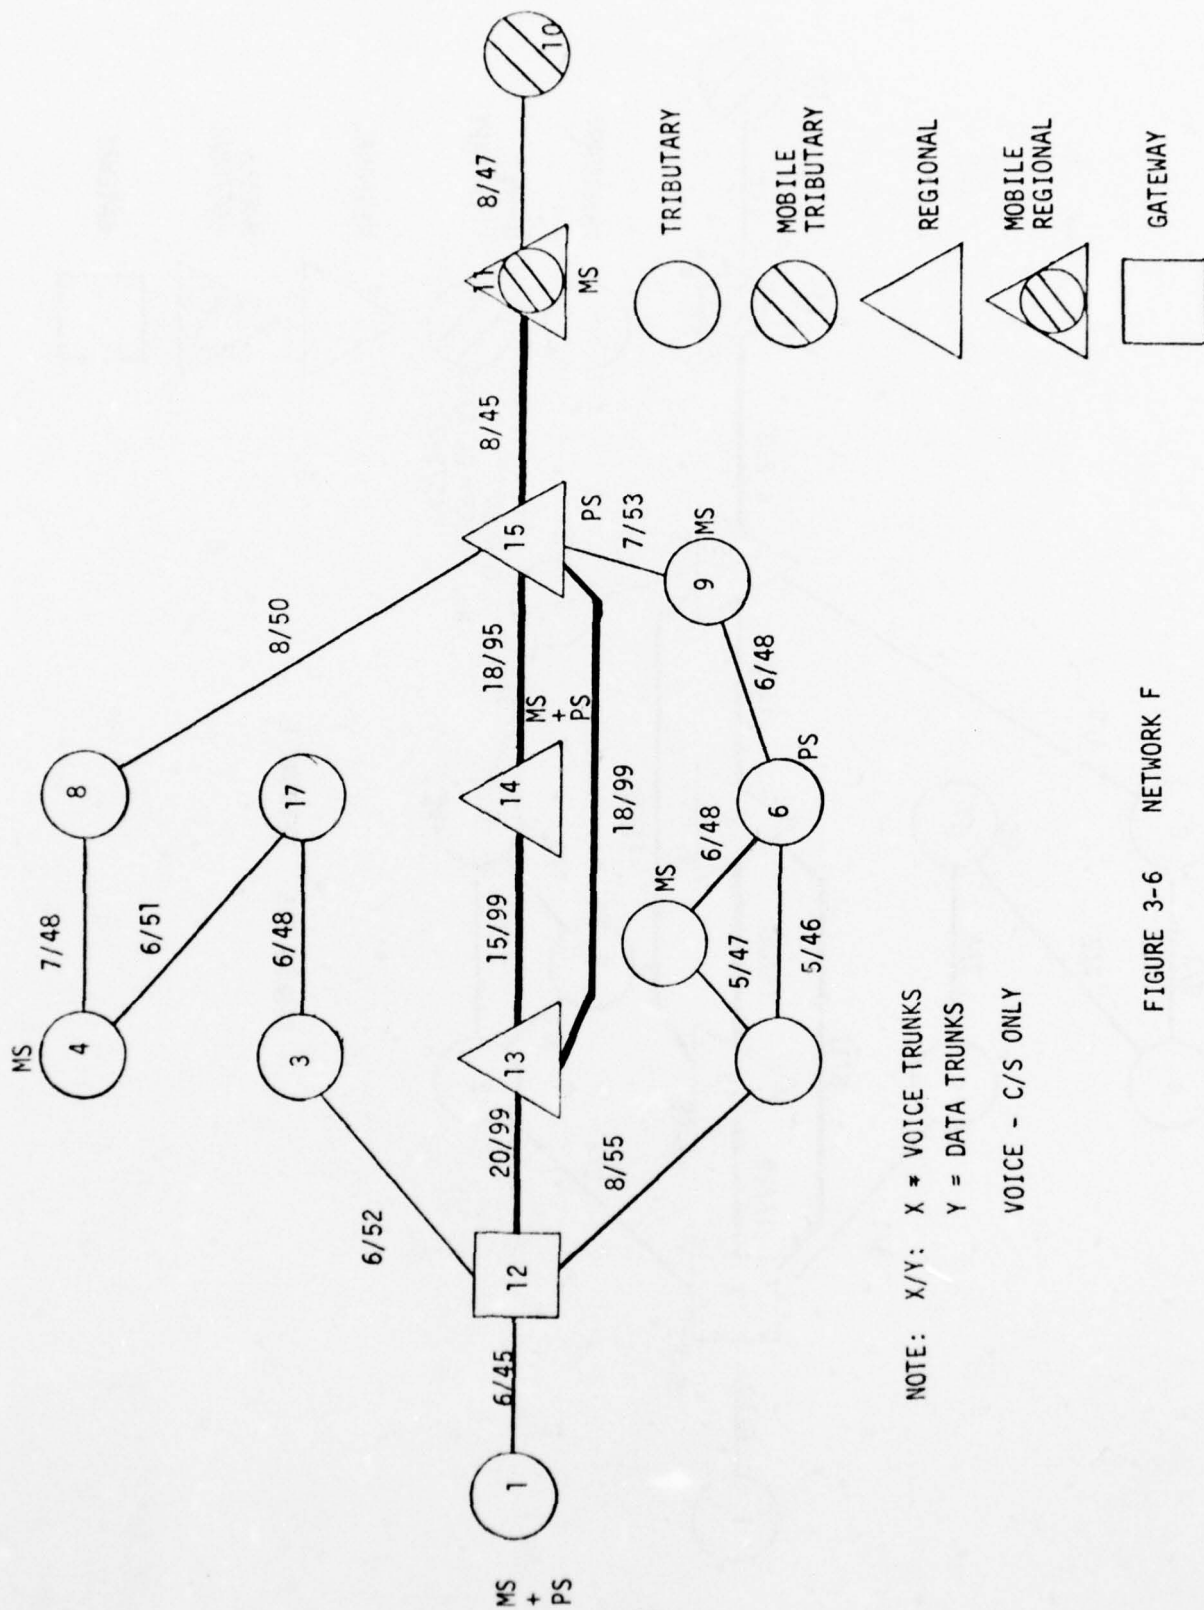 MS
4
7/48
8
6/51
8/50
3
6/48
17
6/52
MS
+
PS
1
6/45
12
20/99
13
15/99
14
MS
+
PS
18/95
15
PS
8/45
11
MS
8/47
10
18/99
8/55
5/47
MS
6/48
5/46
6
PS
6/48
9
MS
7/53
TRIBUTARY
MOBILE
TRIBUTARY
REGIONAL
MOBILE
REGIONAL
GATEWAY
NOTE: X/Y: X = VOICE TRUNKS
Y = DATA TRUNKS
VOICE - C/S ONLY
FIGURE 3-6 NETWORK F